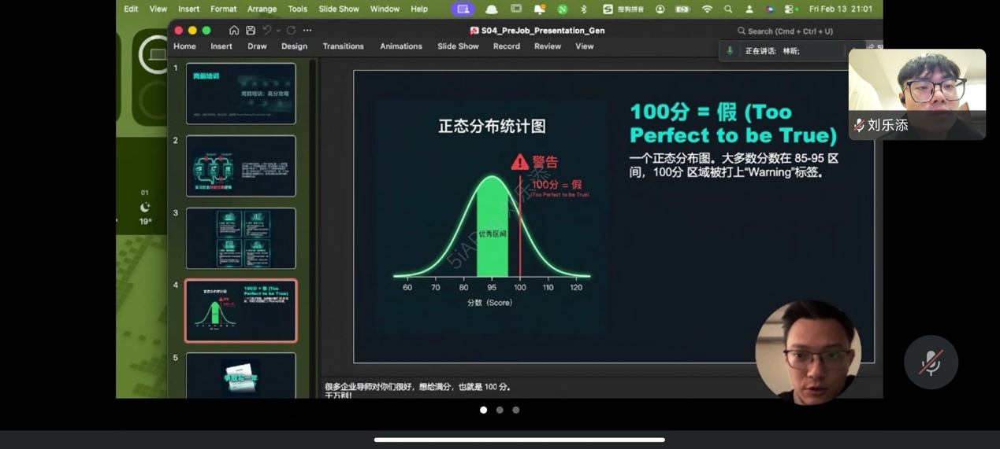 Edit View Insert Format Arrange Tools Slide Show Window Help
搜狗拼音
Fri Feb 13 21:01
S04_PreJob_Presentation_Gen
Search (Cmd + Ctrl + U)
Home Insert Draw Design Transitions Animations Slide Show Record Review View
正在讲话: 林昕;
刘乐添
01
19°
1
岗前培训
岗前培训：高分攻略
2
3
4
正态分布统计图
100分 = 假 (Too
Perfect to be True)
5
争取写一年
正态分布统计图
警告
100分 = 假
(Too Perfect to be True)
优秀区间
60 70 80 95 100 110 120
分数 (Score)
100分 = 假 (Too
Perfect to be True)
一个正态分布图。大多数分数在 85-95 区
间，100分 区域被打上“Warning”标签。
很多企业导师对你们很好，想给满分，也就是 100 分。
千万别！